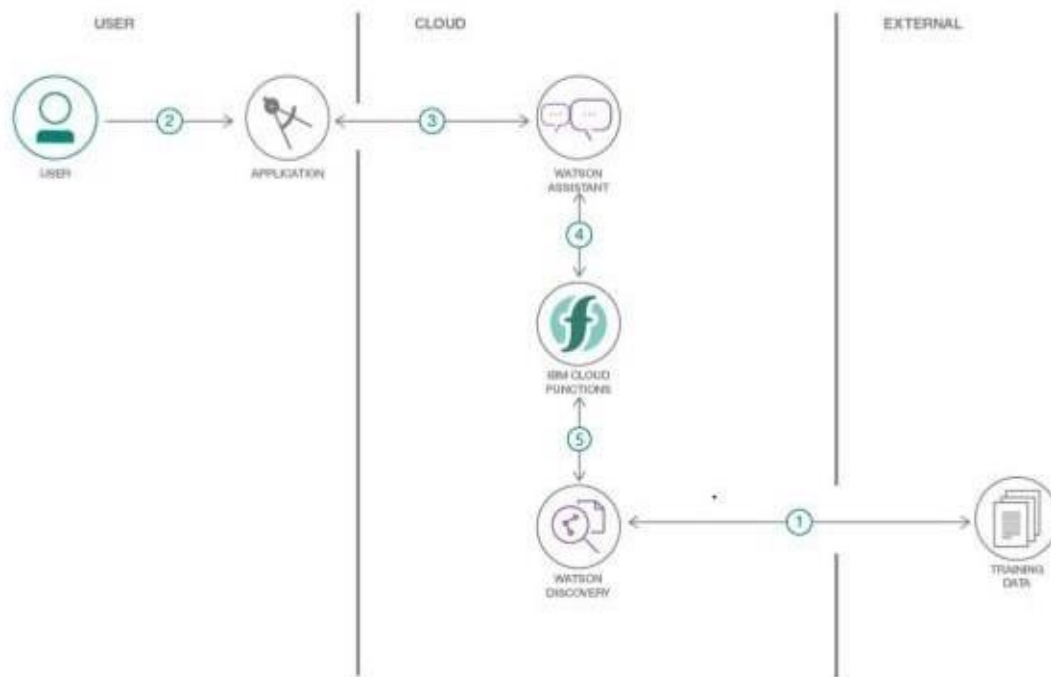 USER
CLOUD
EXTERNAL
2
3
USER
APPLICATION
WATSON
ASSISTANT
4
IBM CLOUD
FUNCTIONS
5
1
WATSON
DISCOVERY
TRAINING
DATA